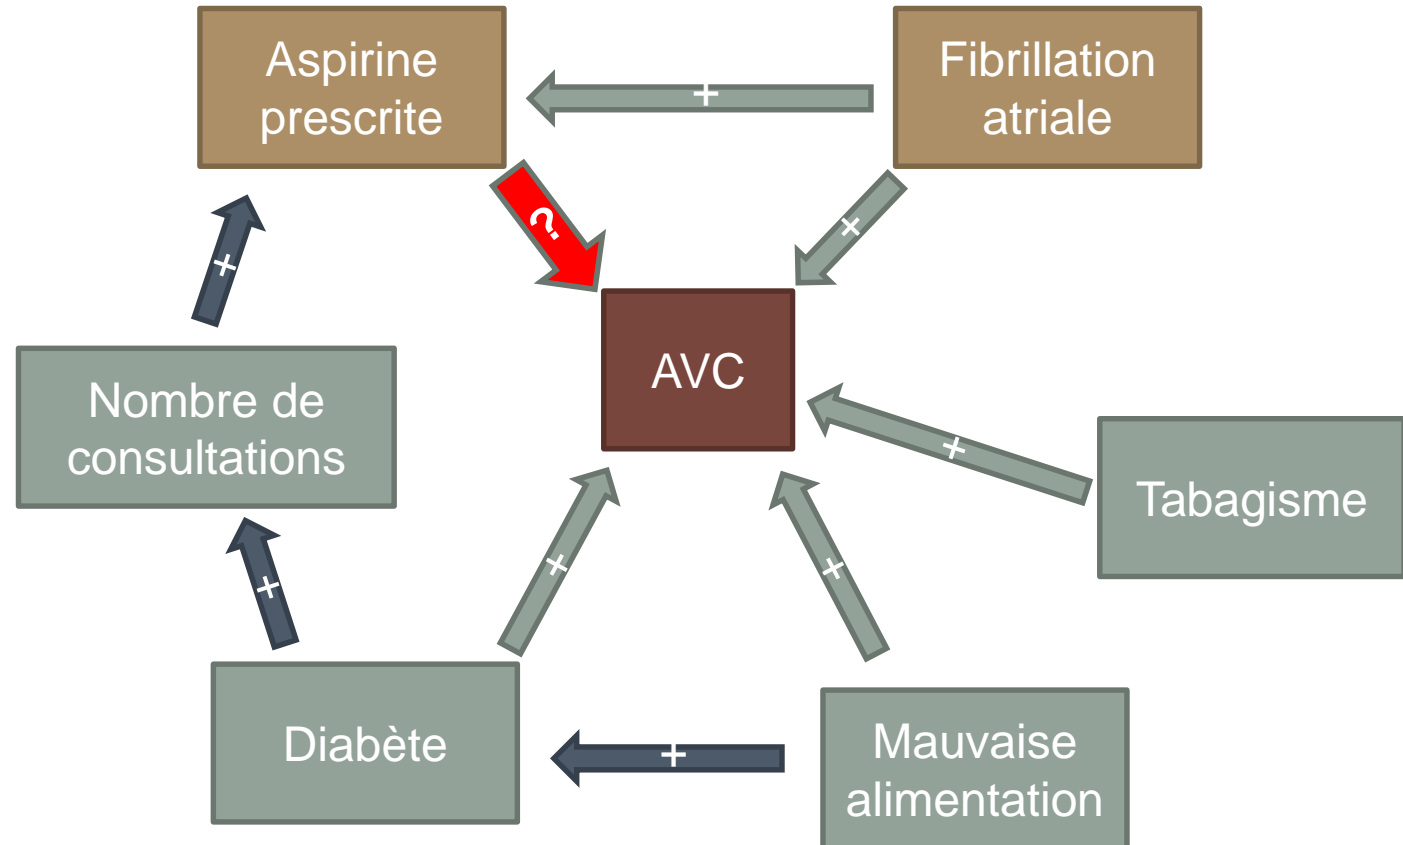 Aspirine
prescrite
+
Fibrillation
atriale
?
+
+
AVC
Nombre de
consultations
+
Tabagisme
+
+
+
Diabète
+
Mauvaise
alimentation